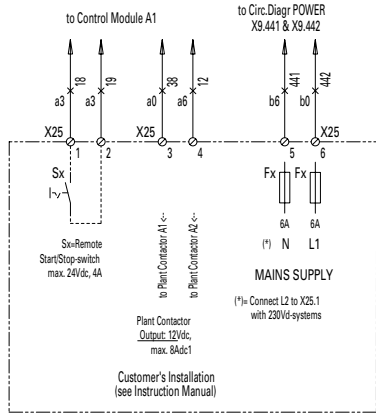 to Control Module A1
to Circ.Diagr POWER
X9.441 & X9.442
18
19
38
12
441
442
a3
a3
a0
a6
b6
b0
X25
X25
X25
1
2
3
4
5
6
Sx
Fx
Fx
6A
6A
(*) N L1
Sx=Remote
Start/Stop-switch
max. 24Vdc, 4A
to Plant Contactor A1 <-
to Plant Contactor A2 <-
MAINS SUPPLY
(*)= Connect L2 to X25.1
with 230Vd-systems
Plant Contactor
Output: 12Vdc,
max. 8Adc1
Customer's Installation
(see Instruction Manual)